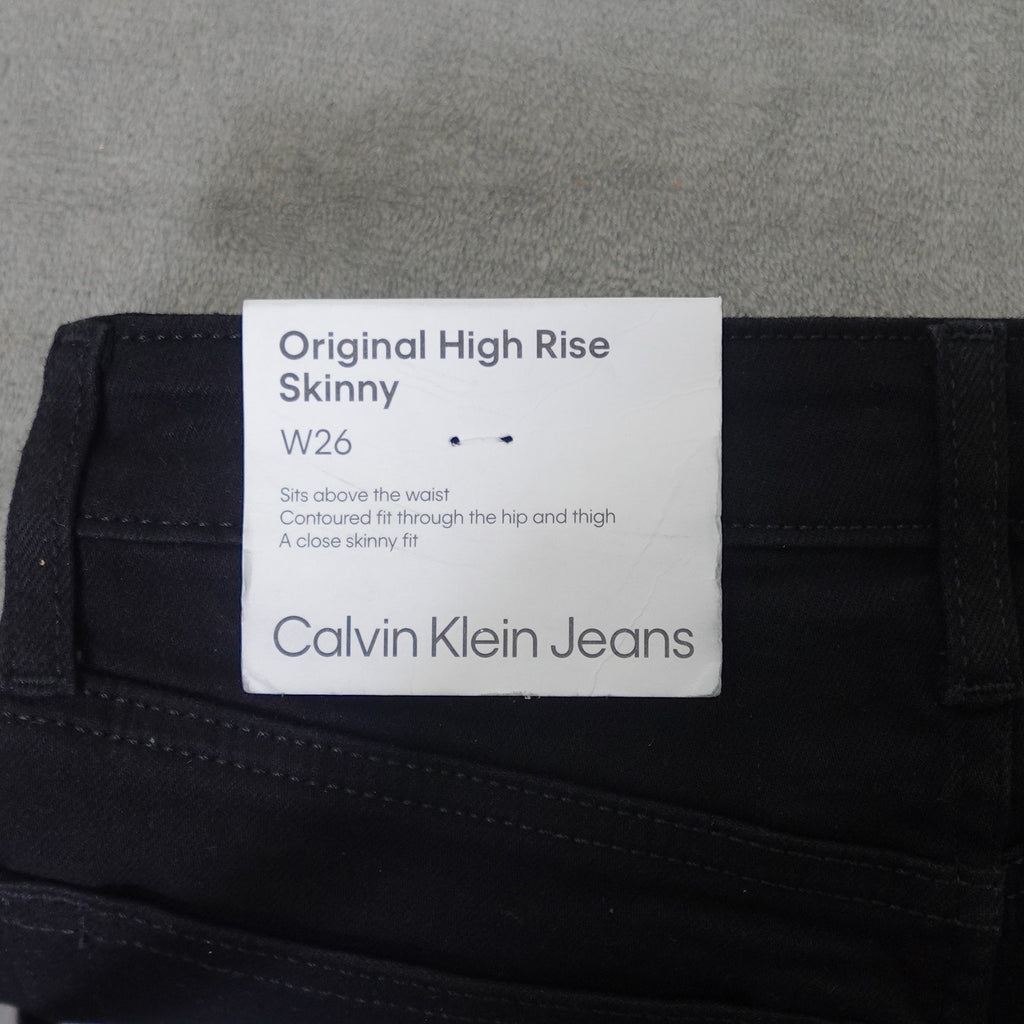 Original High Rise
Skinny
W26
Sits above the waist
Contoured fit through the hip and thigh
A close skinny fit
Calvin Klein Jeans